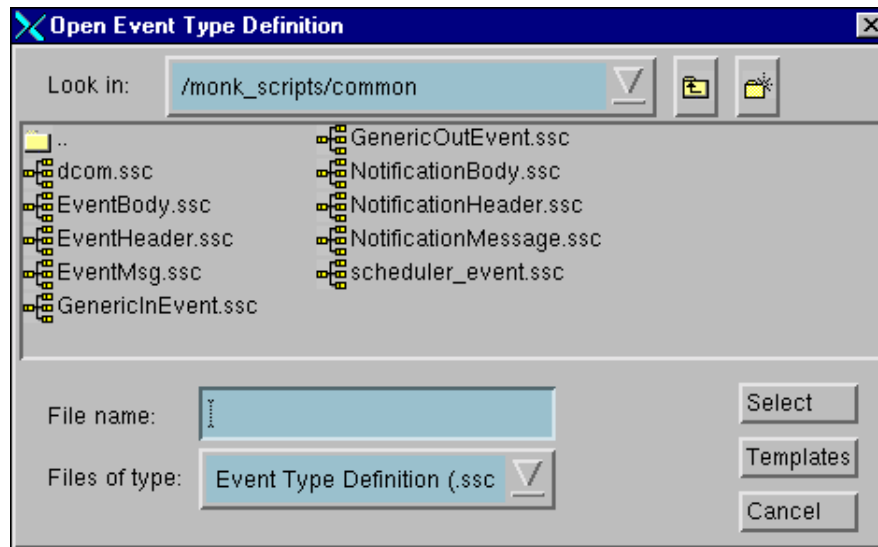 Open Event Type Definition
Look in: /monk_scripts/common
..
dcom.ssc
EventBody.ssc
EventHeader.ssc
EventMsg.ssc
GenericInEvent.ssc
GenericOutEvent.ssc
NotificationBody.ssc
NotificationHeader.ssc
NotificationMessage.ssc
scheduler_event.ssc
File name:
Files of type: Event Type Definition (.ssc
Select
Templates
Cancel